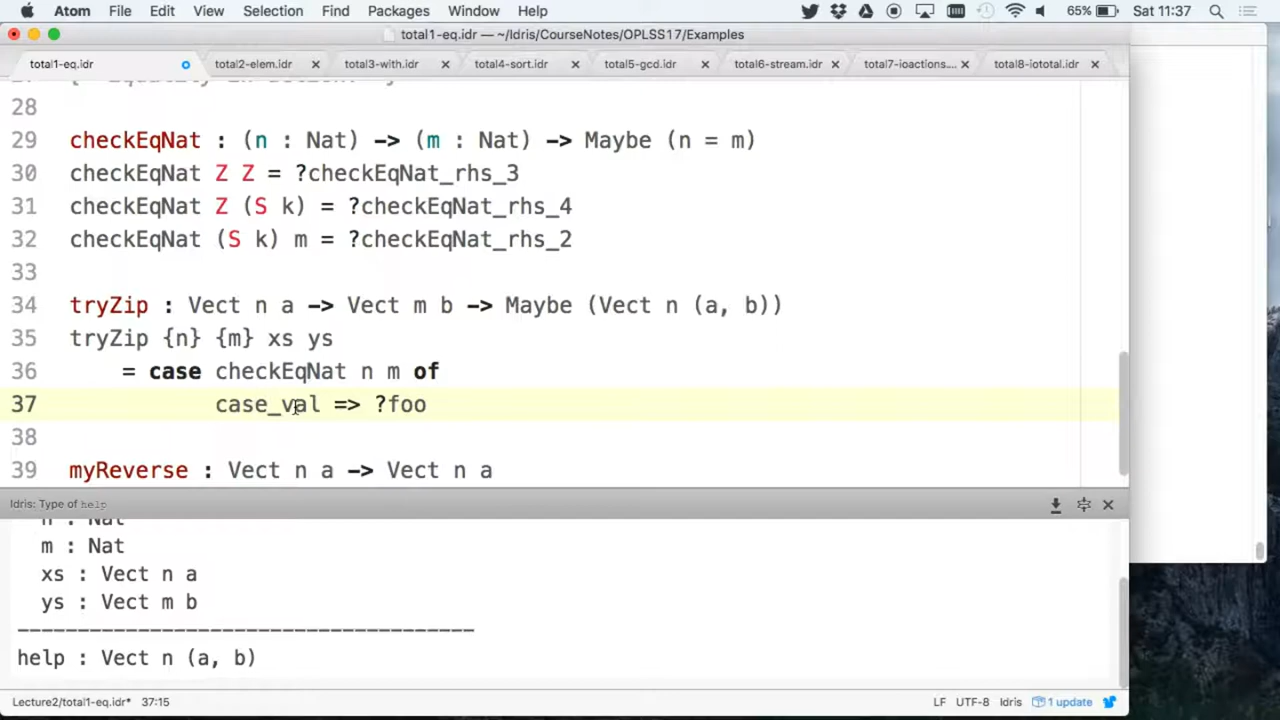 Atom File Edit View Selection Find Packages Window Help 65% Sat 11:37
total1-eq.idr — ~/Idris/CourseNotes/OPLSS17/Examples
total1-eq.idr total2-elem.idr total3-with.idr total4-sort.idr total5-gcd.idr total6-stream.idr total7-ioactions.... total8-iototal.idr
28
29 checkEqNat : (n : Nat) -> (m : Nat) -> Maybe (n = m)
30 checkEqNat Z Z = ?checkEqNat_rhs_3
31 checkEqNat Z (S k) = ?checkEqNat_rhs_4
32 checkEqNat (S k) m = ?checkEqNat_rhs_2
33
34 tryZip : Vect n a -> Vect m b -> Maybe (Vect n (a, b))
35 tryZip {n} {m} xs ys
36 = case checkEqNat n m of
37 case_val => ?foo
38
39 myReverse : Vect n a -> Vect n a
Idris: Type of help
n : Nat
m : Nat
xs : Vect n a
ys : Vect m b
--------------------------------------
help : Vect n (a, b)
Lecture2/total1-eq.idr* 37:15 LF UTF-8 Idris 1 update